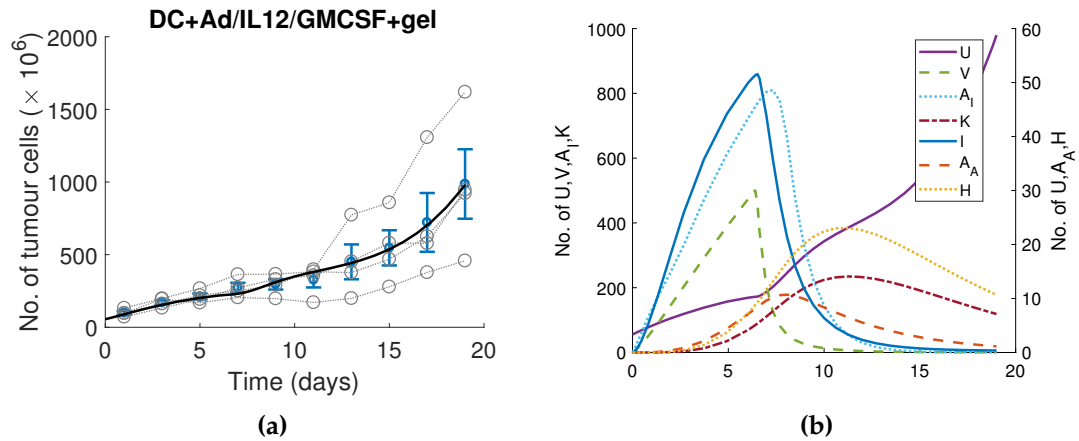 DC+Ad/IL12/GMCSF+gel
No. of tumour cells (× 10^6)
2000
1500
1000
500
0
0 5 10 15 20
Time (days)
(a)
No. of U,V,A_I,K
1000
800
600
400
200
0
0 5 10 15 20
U
V
A_I
K
I
A_A
H
60
50
40
30
20
10
0
No. of U,A_A,H
(b)